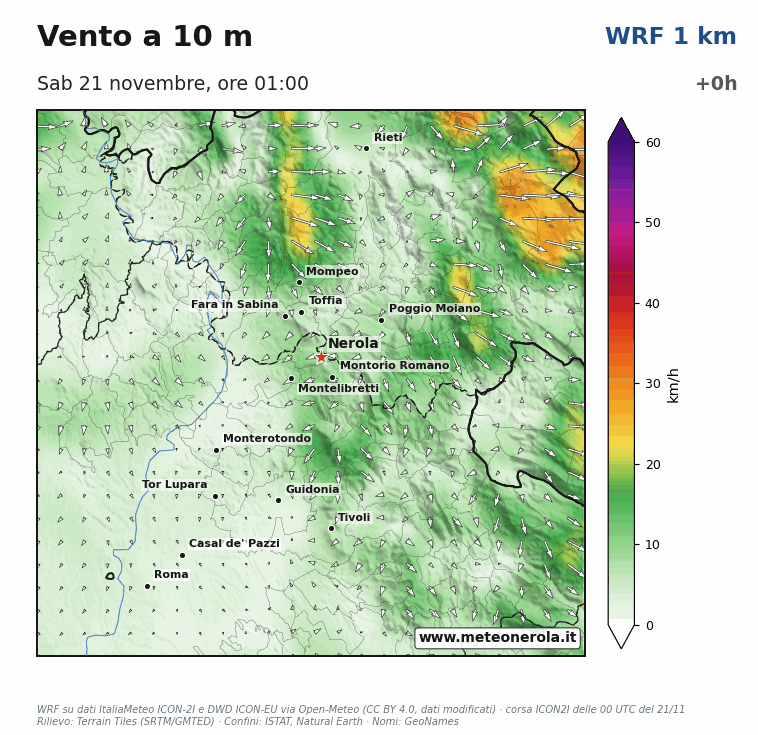 Vento a 10 m
WRF 1 km
Sab 21 novembre, ore 01:00
+0h
Rieti
Mompeo
Fara in Sabina
Toffia
Poggio Moiano
Nerola
Montorio Romano
Montelibretti
Monterotondo
Tor Lupara
Guidonia
Tivoli
Casal de' Pazzi
Roma
www.meteonerola.it
60
50
40
30
20
10
0
km/h
WRF su dati ItaliaMeteo ICON-2I e DWD ICON-EU via Open-Meteo (CC BY 4.0, dati modificati) · corsa ICON2I delle 00 UTC del 21/11
Rilievo: Terrain Tiles (SRTM/GMTED) · Confini: ISTAT, Natural Earth · Nomi: GeoNames